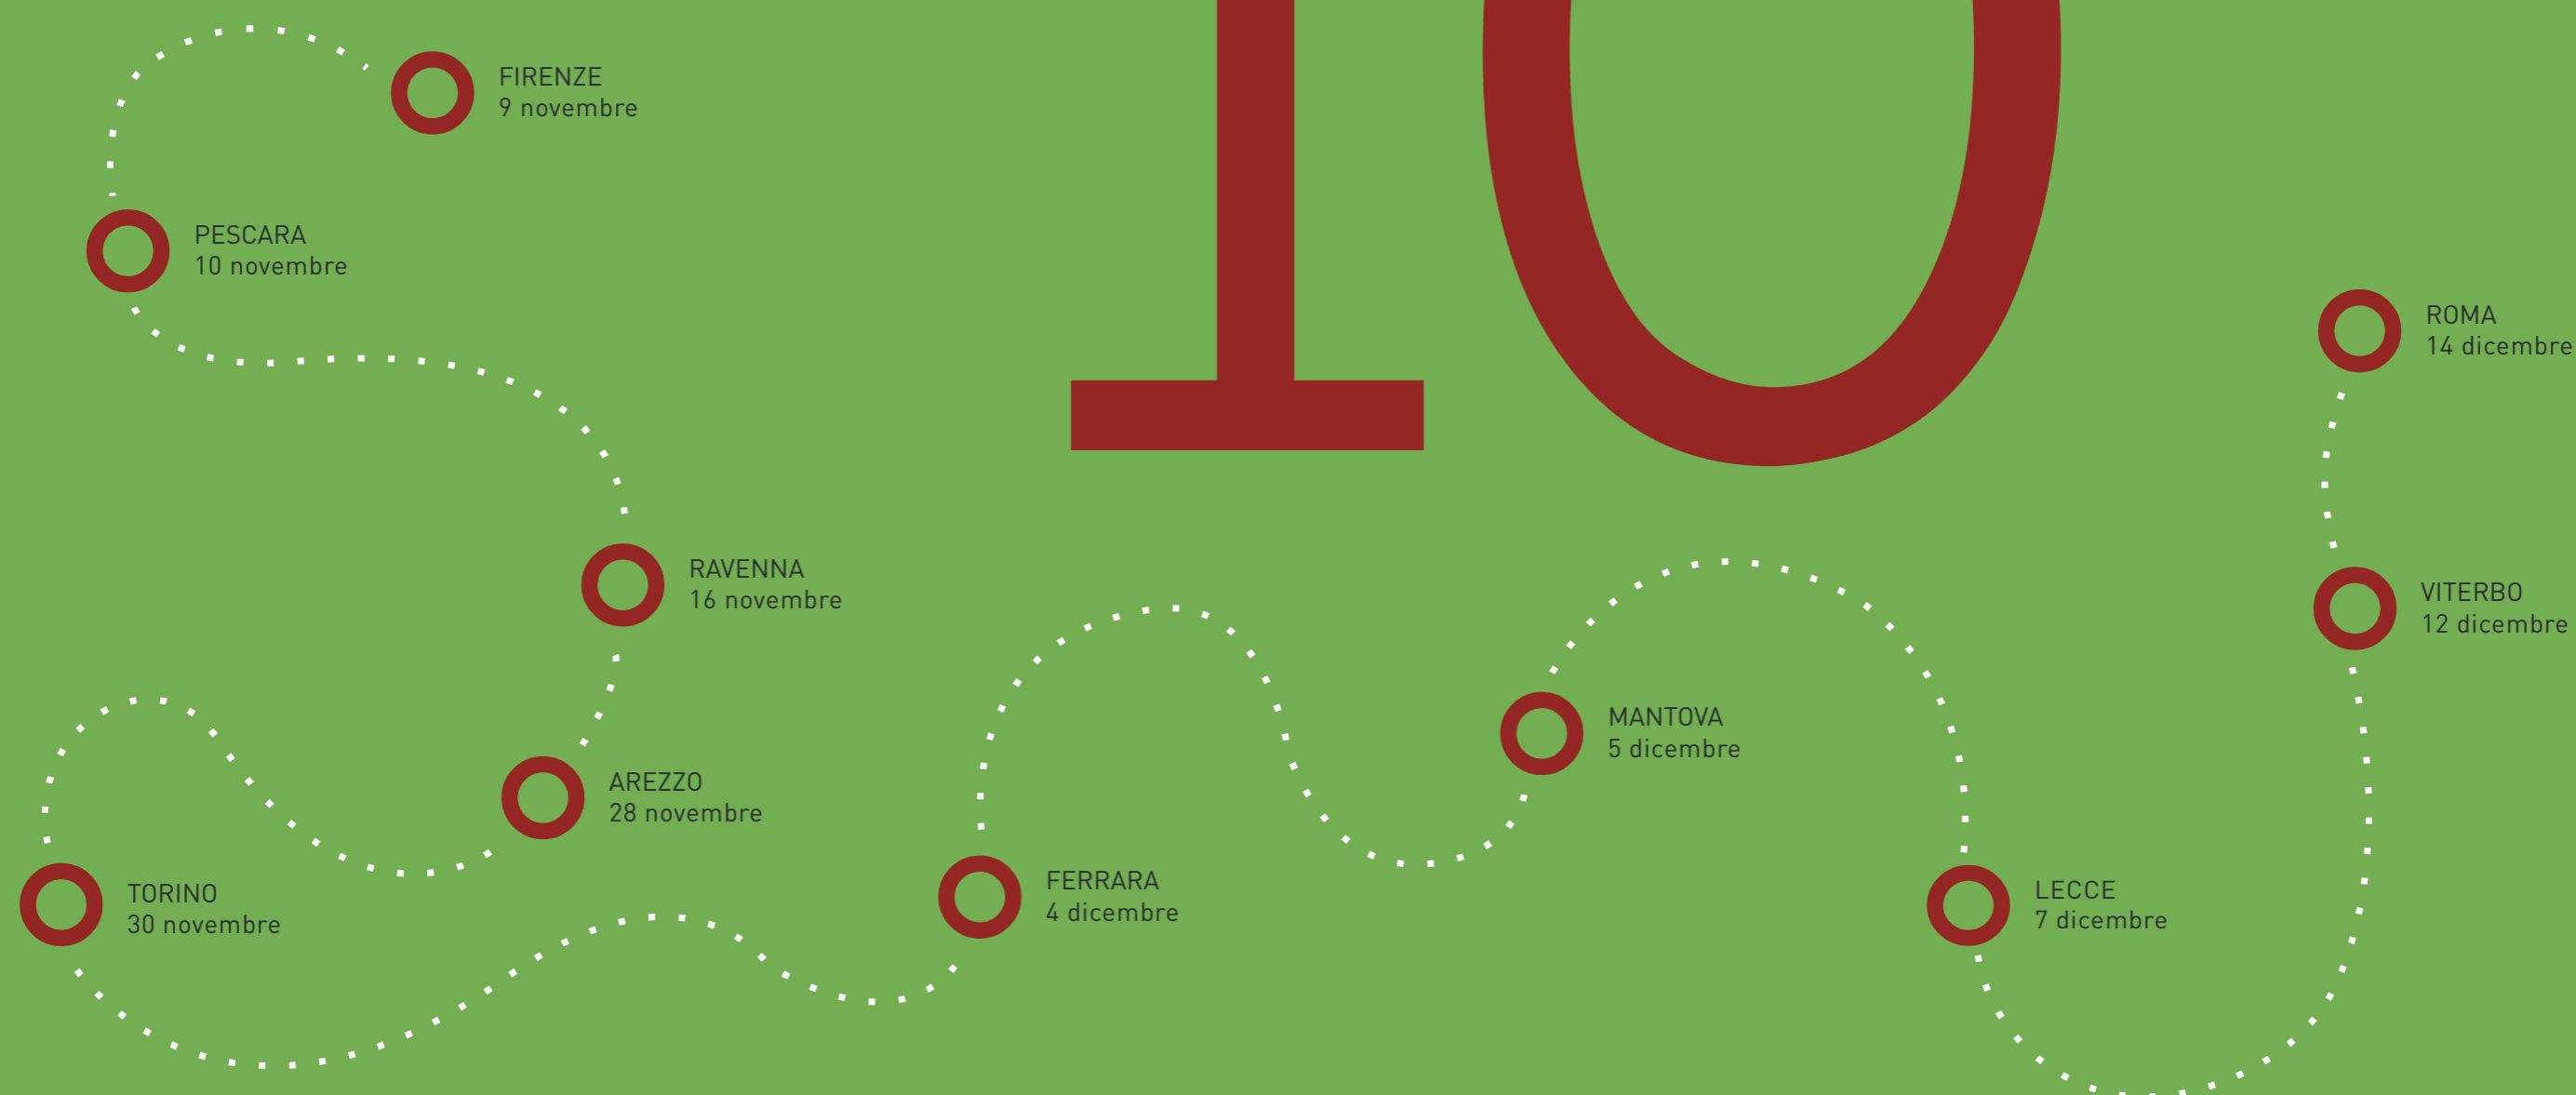 10
FIRENZE
9 novembre
PESCARA
10 novembre
RAVENNA
16 novembre
AREZZO
28 novembre
TORINO
30 novembre
FERRARA
4 dicembre
MANTOVA
5 dicembre
LECCE
7 dicembre
VITERBO
12 dicembre
ROMA
14 dicembre